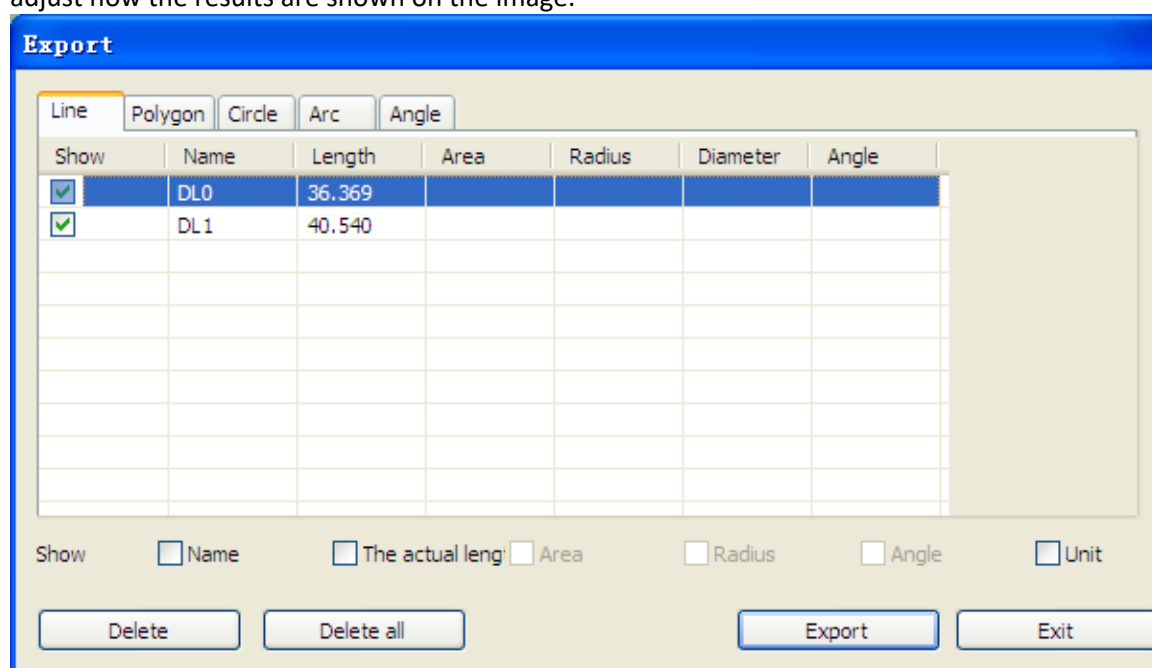 adjust how the results are shown on the image.
Export
Line Polygon Circle Arc Angle
Show Name Length Area Radius Diameter Angle
DL0 36.369
DL1 40.540
Show Name The actual leng Area Radius Angle Unit
Delete Delete all Export Exit